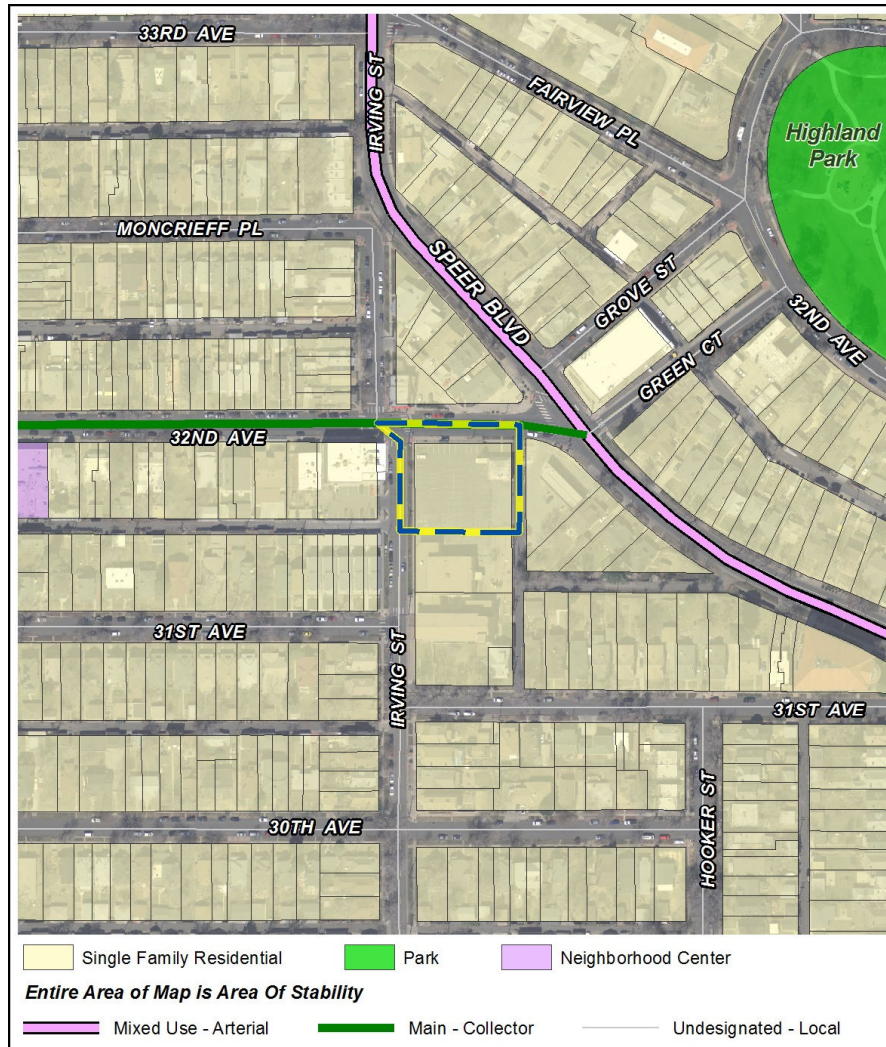 33RD AVE
IRVING ST
FAIRVIEW PL
Highland
Park
MONCRIEFF PL
SPEER BLVD
GROVE ST
32ND AVE
GREEN CT
32ND AVE
31ST AVE
IRVING ST
31ST AVE
30TH AVE
HOOKER ST
Single Family Residential
Park
Neighborhood Center
Entire Area of Map is Area Of Stability
Mixed Use - Arterial
Main - Collector
Undesignated - Local